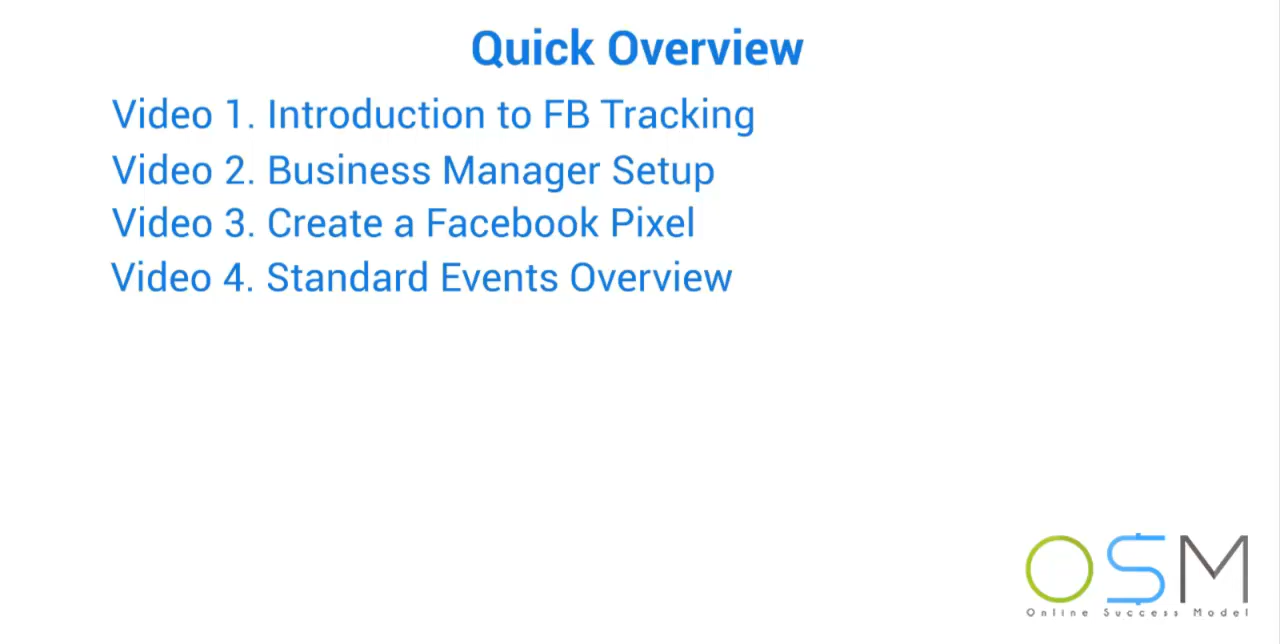 Quick Overview
Video 1. Introduction to FB Tracking
Video 2. Business Manager Setup
Video 3. Create a Facebook Pixel
Video 4. Standard Events Overview
OSM
Online Success Model